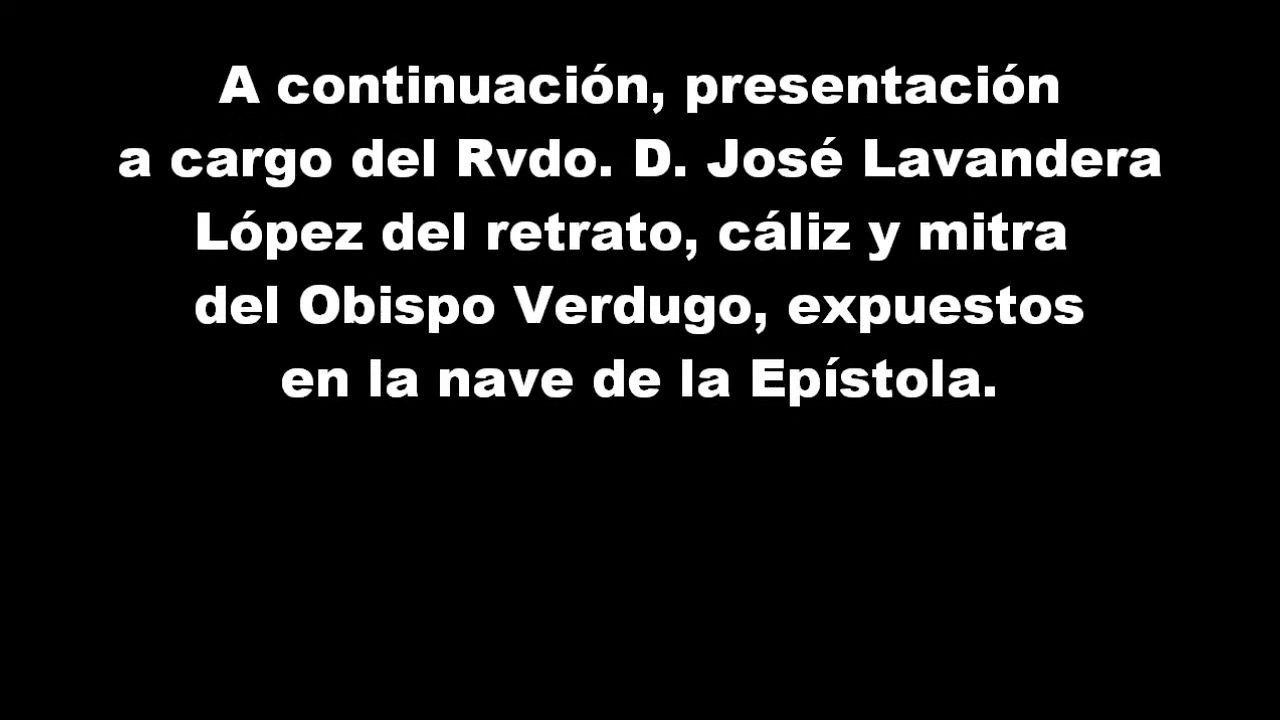 A continuación, presentación
a cargo del Rvdo. D. José Lavandera
López del retrato, cáliz y mitra
del Obispo Verdugo, expuestos
en la nave de la Epístola.